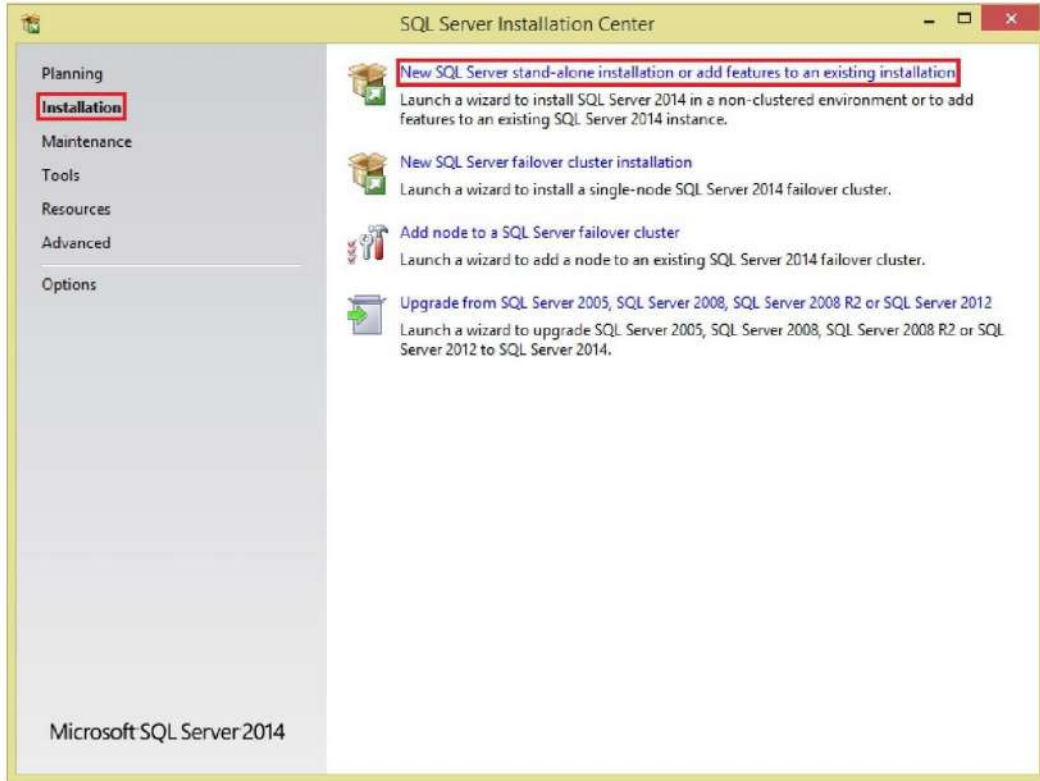 SQL Server Installation Center
Planning
Installation
Maintenance
Tools
Resources
Advanced
Options
New SQL Server stand-alone installation or add features to an existing installation
Launch a wizard to install SQL Server 2014 in a non-clustered environment or to add
features to an existing SQL Server 2014 instance.
New SQL Server failover cluster installation
Launch a wizard to install a single-node SQL Server 2014 failover cluster.
Add node to a SQL Server failover cluster
Launch a wizard to add a node to an existing SQL Server 2014 failover cluster.
Upgrade from SQL Server 2005, SQL Server 2008, SQL Server 2008 R2 or SQL Server 2012
Launch a wizard to upgrade SQL Server 2005, SQL Server 2008, SQL Server 2008 R2 or SQL
Server 2012 to SQL Server 2014.
Microsoft SQL Server 2014